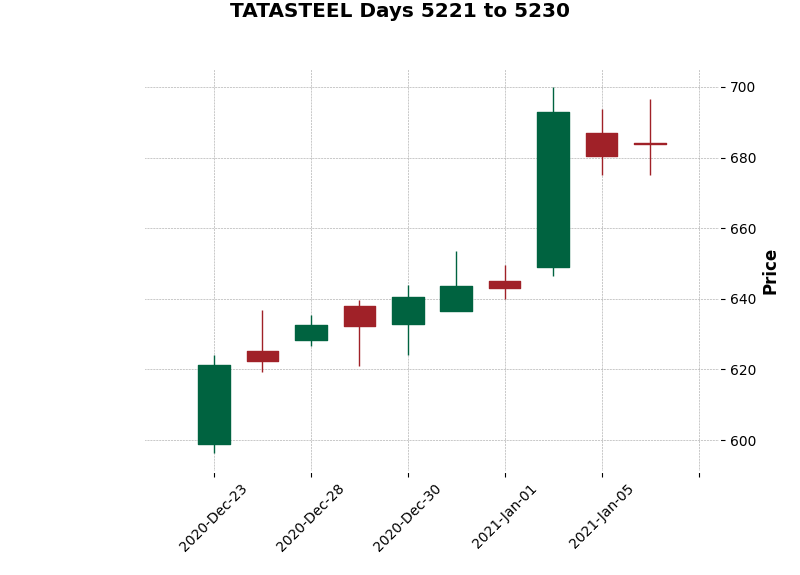 TATASTEEL Days 5221 to 5230
700
680
660
640
620
600
Price
2020-Dec-23
2020-Dec-28
2020-Dec-30
2021-Jan-01
2021-Jan-05